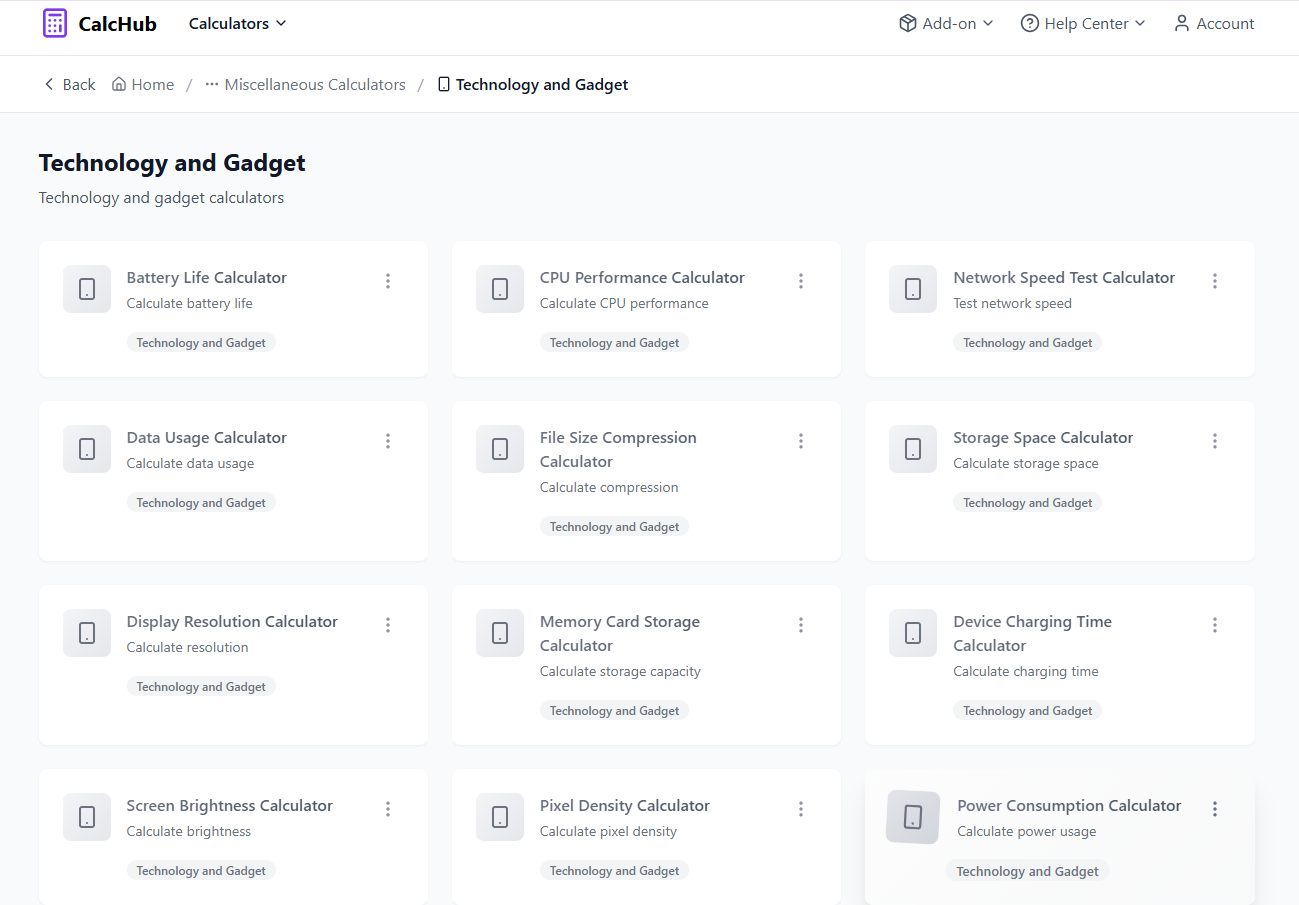 CalcHub
Calculators
Add-on
Help Center
Account
Back
Home / ··· Miscellaneous Calculators / Technology and Gadget
Technology and Gadget
Technology and gadget calculators
Battery Life Calculator
Calculate battery life
Technology and Gadget
CPU Performance Calculator
Calculate CPU performance
Technology and Gadget
Network Speed Test Calculator
Test network speed
Technology and Gadget
Data Usage Calculator
Calculate data usage
Technology and Gadget
File Size Compression
Calculator
Calculate compression
Technology and Gadget
Storage Space Calculator
Calculate storage space
Technology and Gadget
Display Resolution Calculator
Calculate resolution
Technology and Gadget
Memory Card Storage
Calculator
Calculate storage capacity
Technology and Gadget
Device Charging Time
Calculator
Calculate charging time
Technology and Gadget
Screen Brightness Calculator
Calculate brightness
Technology and Gadget
Pixel Density Calculator
Calculate pixel density
Technology and Gadget
Power Consumption Calculator
Calculate power usage
Technology and Gadget